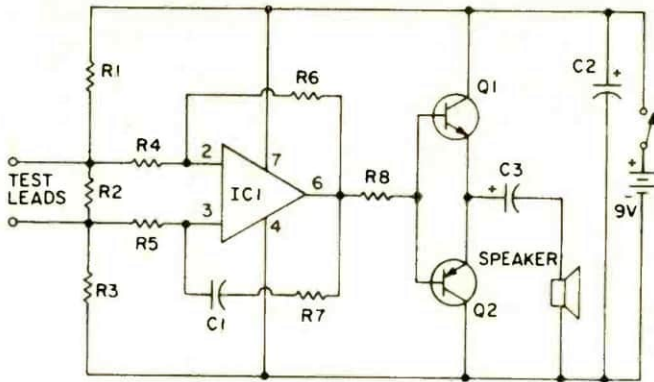 R1
R6
C2
+
Q1
R4
2
7
C3
+
TEST
LEADS
R2
IC1
6
R8
+
9V
-
3
4
R5
SPEAKER
R3
C1
R7
Q2